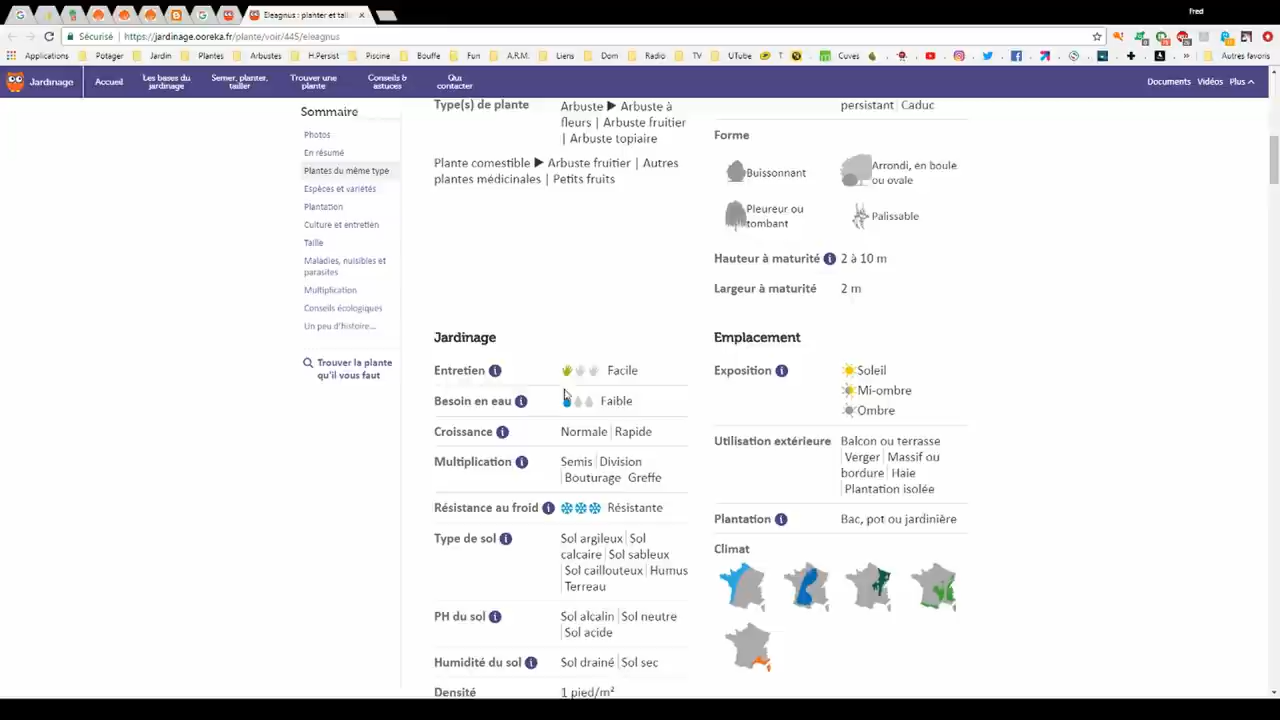 Fred
Eleagnus : planter et tail
Sécurisé https://jardinage.ooreka.fr/plante/voir/445/eleagnus
Applications Potager Jardin Plantes Arbustes H.Persist Piscine Bouffe Fun A.R.M. Liens Dom Radio TV UTube Cuves Autres favoris
Jardinage Accueil Les bases du jardinage Semer, planter, tailler Trouver une plante Conseils & astuces Qui contacter Documents Vidéos Plus
Sommaire
Photos
En résumé
Plantes du même type
Espèces et variétés
Plantation
Culture et entretien
Taille
Maladies, nuisibles et
parasites
Multiplication
Conseils écologiques
Un peu d'histoire...
Trouver la plante
qu'il vous faut
Type(s) de plante
Arbuste ► Arbuste à
fleurs | Arbuste fruitier
| Arbuste topiaire
Plante comestible ► Arbuste fruitier | Autres
plantes médicinales | Petits fruits
persistant | Caduc
Forme
Buissonnant
Arrondi, en boule
ou ovale
Pleureur ou
tombant
Palissable
Hauteur à maturité 2 à 10 m
Largeur à maturité 2 m
Jardinage
Entretien Facile
Besoin en eau Faible
Croissance Normale | Rapide
Multiplication Semis | Division
| Bouturage Greffe
Résistance au froid Résistante
Type de sol Sol argileux | Sol
calcaire | Sol sableux
| Sol caillouteux | Humus
Terreau
PH du sol Sol alcalin | Sol neutre
| Sol acide
Humidité du sol Sol drainé | Sol sec
Densité 1 pied/m²
Emplacement
Exposition Soleil
Mi-ombre
Ombre
Utilisation extérieure Balcon ou terrasse
| Verger | Massif ou
bordure | Haie
| Plantation isolée
Plantation Bac, pot ou jardinière
Climat